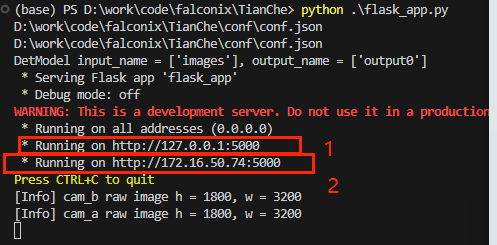 (base) PS D:\work\code\falconix\TianChe> python .\flask_app.py
D:\work\code\falconix\TianChe\conf\conf.json
D:\work\code\falconix\TianChe\conf\conf.json
DetModel input_name = ['images'], output_name = ['output0']
* Serving Flask app 'flask_app'
* Debug mode: off
WARNING: This is a development server. Do not use it in a production
* Running on all addresses (0.0.0.0)
* Running on http://127.0.0.1:5000 1
* Running on http://172.16.50.74:5000
Press CTRL+C to quit 2
[Info] cam_b raw image h = 1800, w = 3200
[Info] cam_a raw image h = 1800, w = 3200